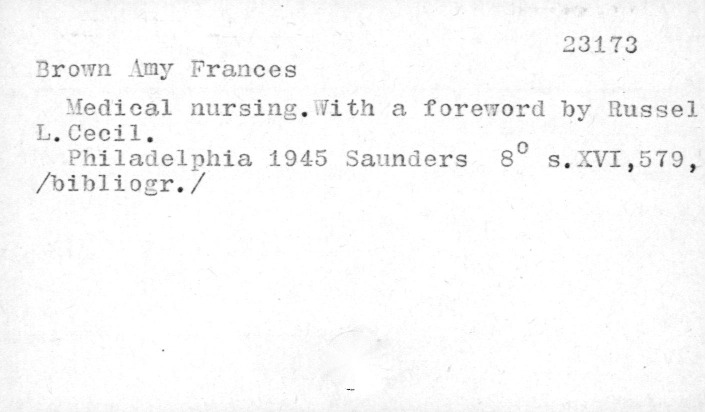 23173
Brown Amy Frances
Medical nursing.With a foreword by Russel
L.Cecil.
Philadelphia 1945 Saunders 8° s.XVI,579,
/bibliogr./